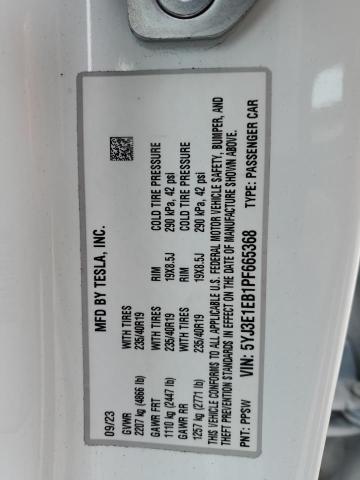 MFD BY TESLA, INC.
09/23
GVWR WITH TIRES RIM COLD TIRE PRESSURE
2207 kg (4866 lb) 235/40R19 19X8.5J 290 kPa, 42 psi
GAWR FRT WITH TIRES RIM COLD TIRE PRESSURE
1110 kg (2447 lb) 235/40R19 19X8.5J 290 kPa, 42 psi
GAWR RR
1257 kg (2771 lb) 235/40R19 19X8.5J
THIS VEHICLE CONFORMS TO ALL APPLICABLE U.S. FEDERAL MOTOR VEHICLE SAFETY, BUMPER, AND
THEFT PREVENTION STANDARDS IN EFFECT ON THE DATE OF MANUFACTURE SHOWN ABOVE.
VIN: 5YJ3E1EB1PF665368 TYPE: PASSENGER CAR
PNT: PPSW